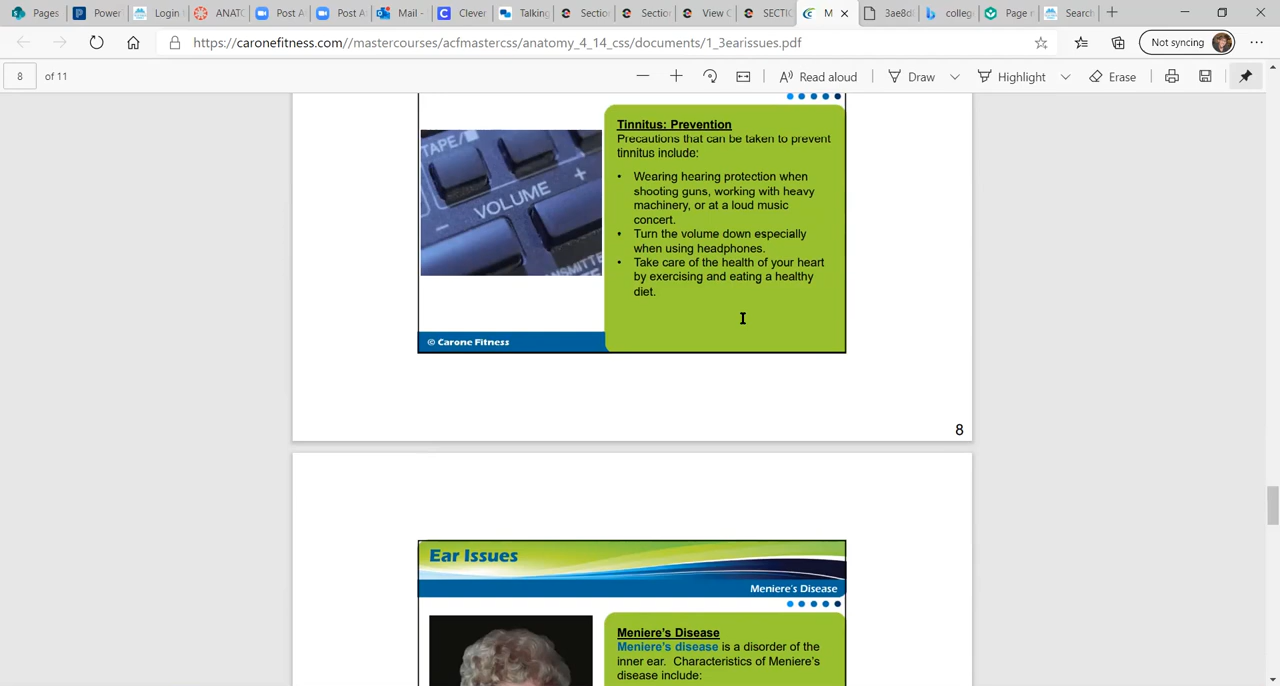 Pages
Power
Login
ANATO
Post A
Post A
Mail -
Clever
Talking
Section
Section
View C
SECTIO
M
3ae8d
colleg
Page n
Search
https://caronefitness.com//mastercourses/acfmastercss/anatomy_4_14_css/documents/1_3earissues.pdf
Not syncing
8 of 11
Read aloud
Draw
Highlight
Erase
TAPE/
VOLUME
+
−
Tinnitus: Prevention
Precautions that can be taken to prevent
tinnitus include:
• Wearing hearing protection when
shooting guns, working with heavy
machinery, or at a loud music
concert.
• Turn the volume down especially
when using headphones.
• Take care of the health of your heart
by exercising and eating a healthy
diet.
© Carone Fitness
8
Ear Issues
Meniere's Disease
Meniere's Disease
Meniere's disease is a disorder of the
inner ear. Characteristics of Meniere's
disease include: